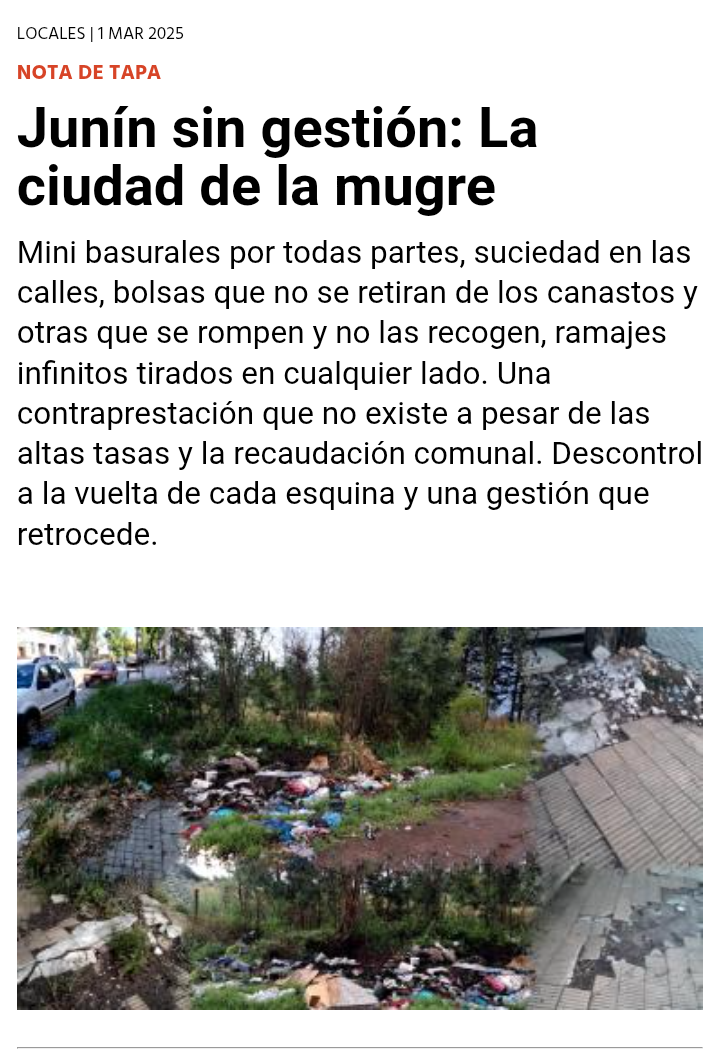 LOCALES | 1 MAR 2025
NOTA DE TAPA
Junín sin gestión: La
ciudad de la mugre
Mini basurales por todas partes, suciedad en las
calles, bolsas que no se retiran de los canastos y
otras que se rompen y no las recogen, ramajes
infinitos tirados en cualquier lado. Una
contraprestación que no existe a pesar de las
altas tasas y la recaudación comunal. Descontrol
a la vuelta de cada esquina y una gestión que
retrocede.